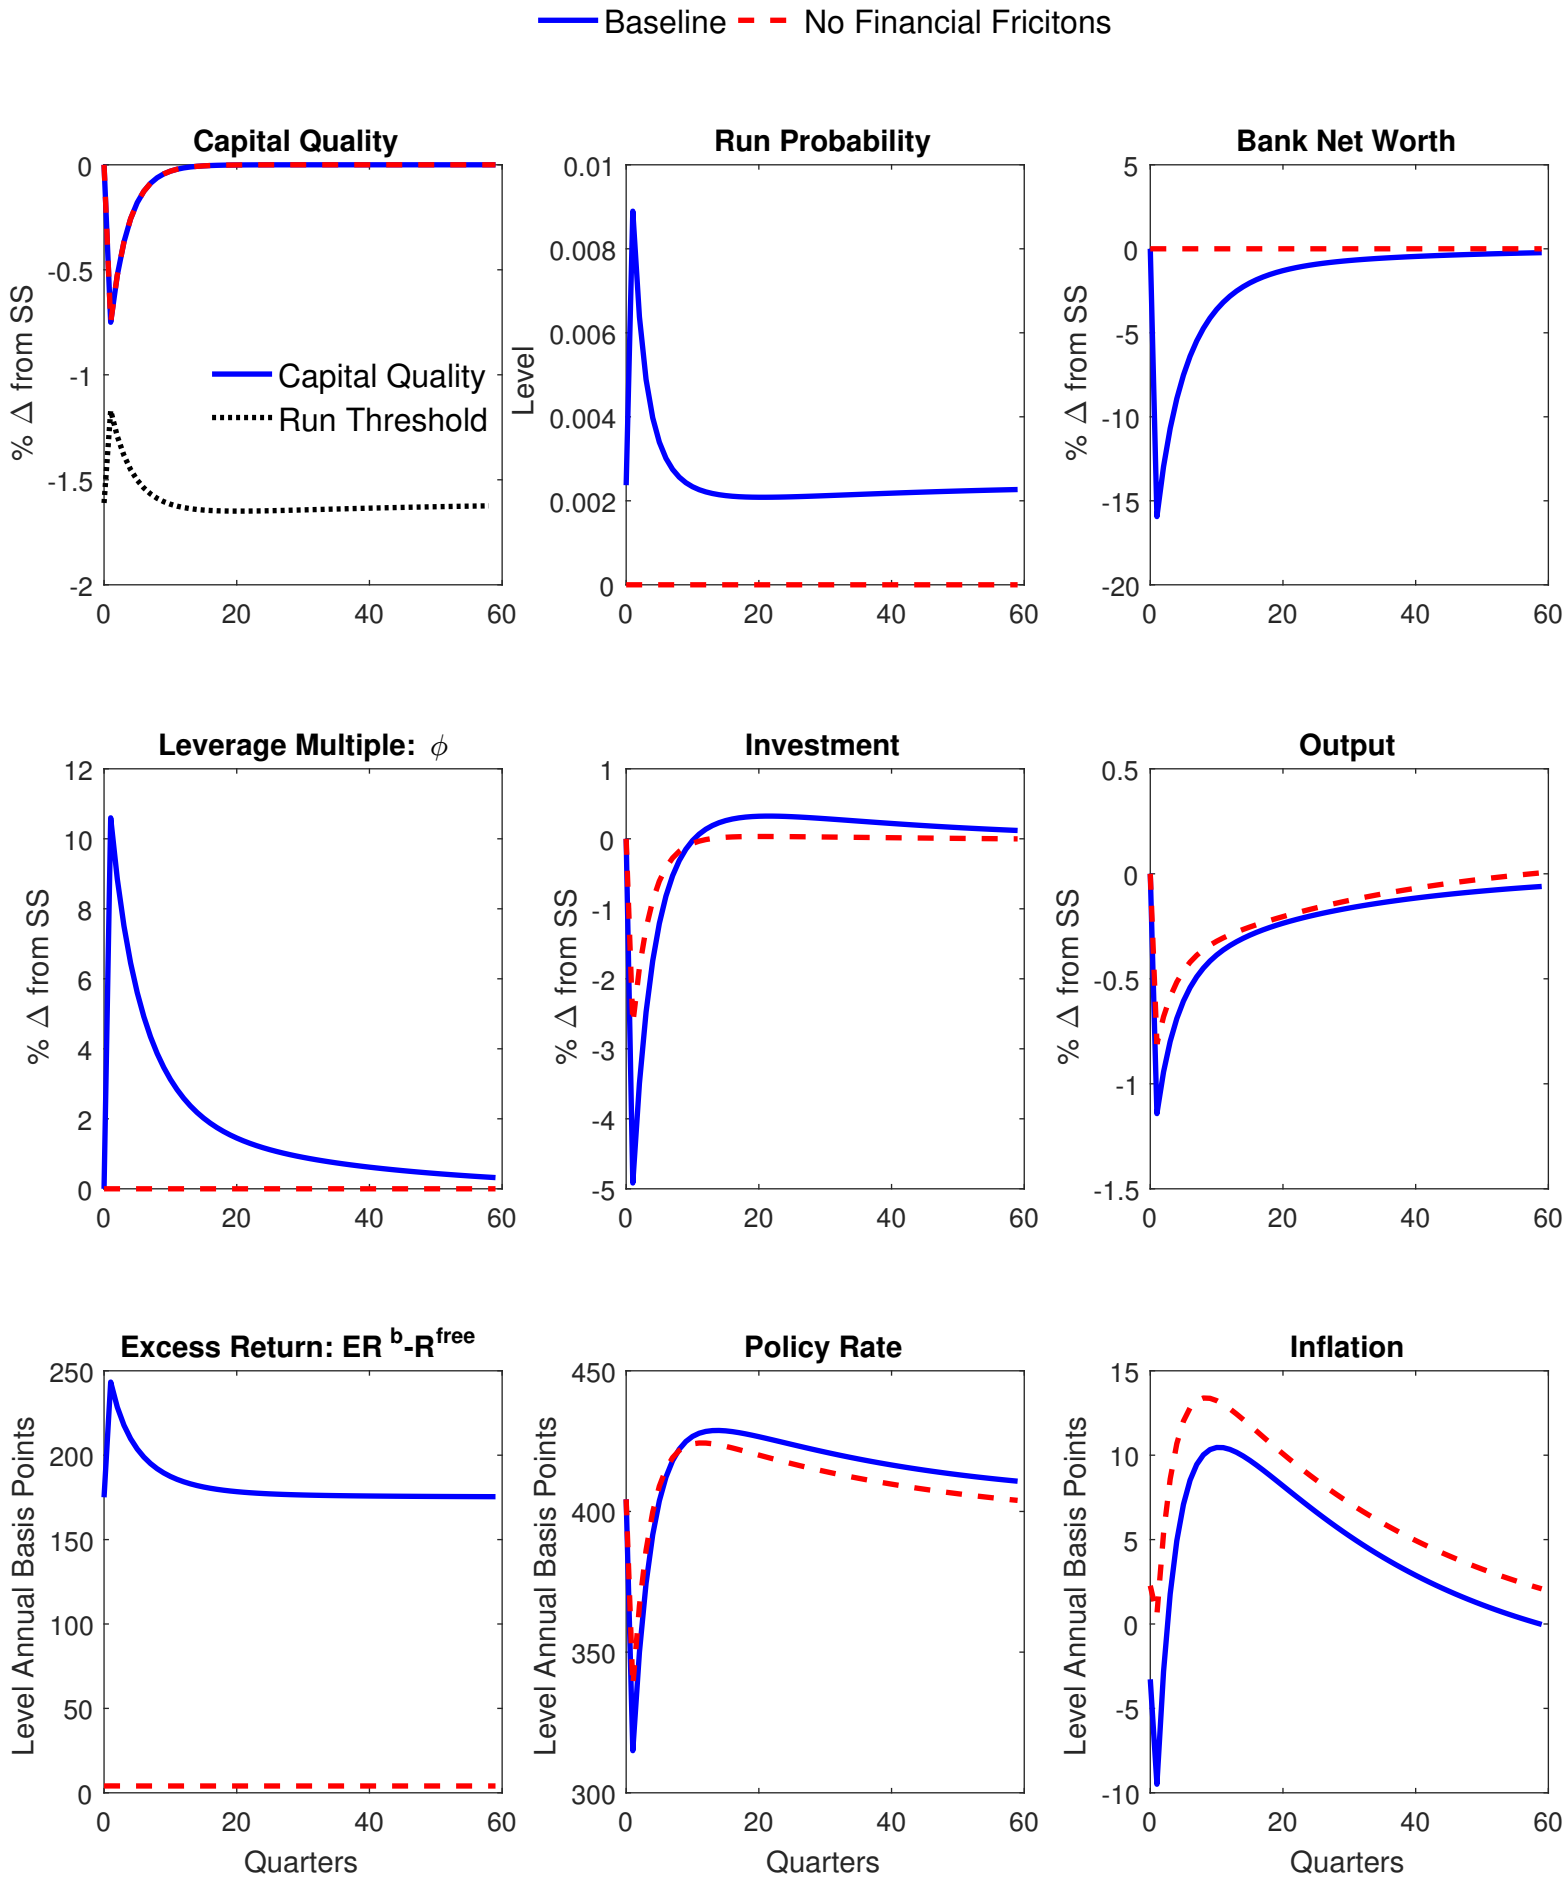 Baseline No Financial Fricitons
Capital Quality
Run Probability
Bank Net Worth
% Δ from SS
0
-0.5
-1
-1.5
-2
0 20 40 60
Capital Quality
Run Threshold
Level
0.01
0.008
0.006
0.004
0.002
0
0 20 40 60
% Δ from SS
5
0
-5
-10
-15
-20
0 20 40 60
Leverage Multiple: ϕ
Investment
Output
% Δ from SS
12
10
8
6
4
2
0
0 20 40 60
% Δ from SS
1
0
-1
-2
-3
-4
-5
0 20 40 60
% Δ from SS
0.5
0
-0.5
-1
-1.5
0 20 40 60
Excess Return: ER b-Rfree
Policy Rate
Inflation
Level Annual Basis Points
250
200
150
100
50
0
0 20 40 60
Quarters
Level Annual Basis Points
450
400
350
300
0 20 40 60
Quarters
Level Annual Basis Points
15
10
5
0
-5
-10
0 20 40 60
Quarters